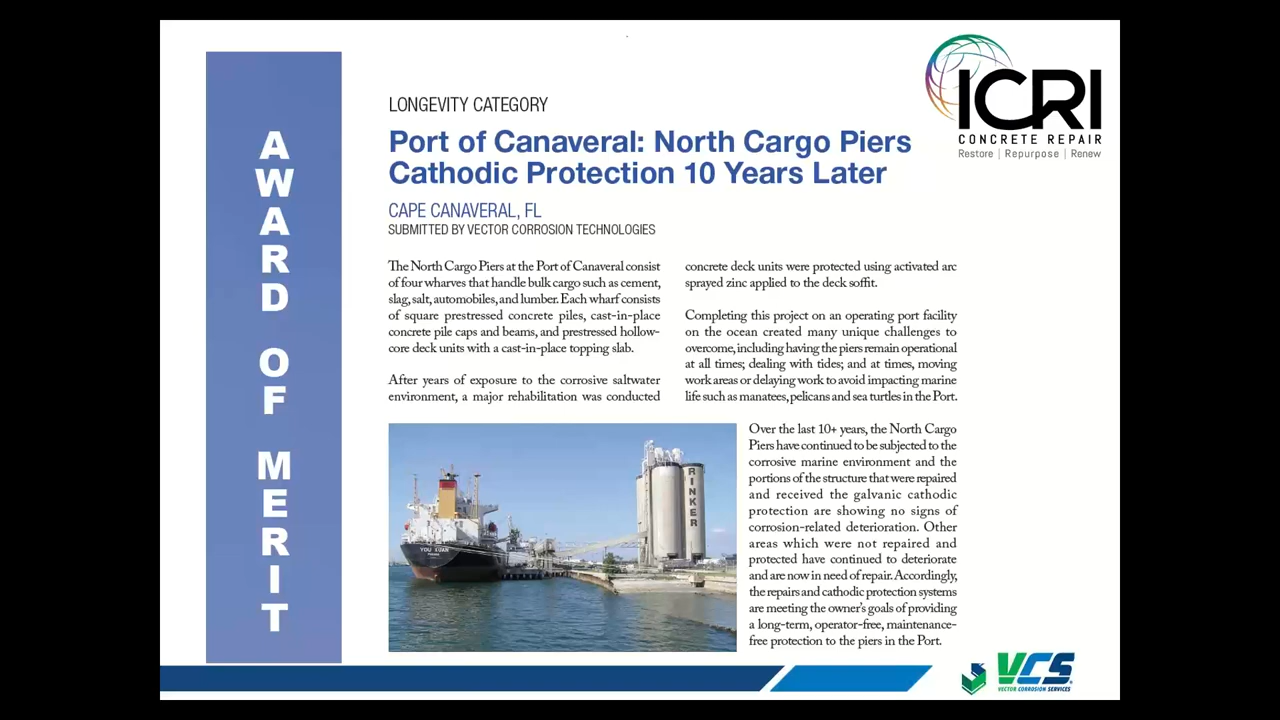 AWARD OF MERIT
ICRI
CONCRETE REPAIR
Restore | Repurpose | Renew
LONGEVITY CATEGORY
Port of Canaveral: North Cargo Piers
Cathodic Protection 10 Years Later
CAPE CANAVERAL, FL
SUBMITTED BY VECTOR CORROSION TECHNOLOGIES
The North Cargo Piers at the Port of Canaveral consist
of four wharves that handle bulk cargo such as cement,
slag, salt, automobiles, and lumber. Each wharf consists
of square prestressed concrete piles, cast-in-place
concrete pile caps and beams, and prestressed hollow-
core deck units with a cast-in-place topping slab.
After years of exposure to the corrosive saltwater
environment, a major rehabilitation was conducted
concrete deck units were protected using activated arc
sprayed zinc applied to the deck soffit.
Completing this project on an operating port facility
on the ocean created many unique challenges to
overcome, including having the piers remain operational
at all times; dealing with tides; and at times, moving
work areas or delaying work to avoid impacting marine
life such as manatees, pelicans and sea turtles in the Port.
Over the last 10+ years, the North Cargo
Piers have continued to be subjected to the
corrosive marine environment and the
portions of the structure that were repaired
and received the galvanic cathodic
protection are showing no signs of
corrosion-related deterioration. Other
areas which were not repaired and
protected have continued to deteriorate
and are now in need of repair. Accordingly,
the repairs and cathodic protection systems
are meeting the owner's goals of providing
a long-term, operator-free, maintenance-
free protection to the piers in the Port.
RINKER
YOU XUAN
VCS
VECTOR CORROSION SERVICES